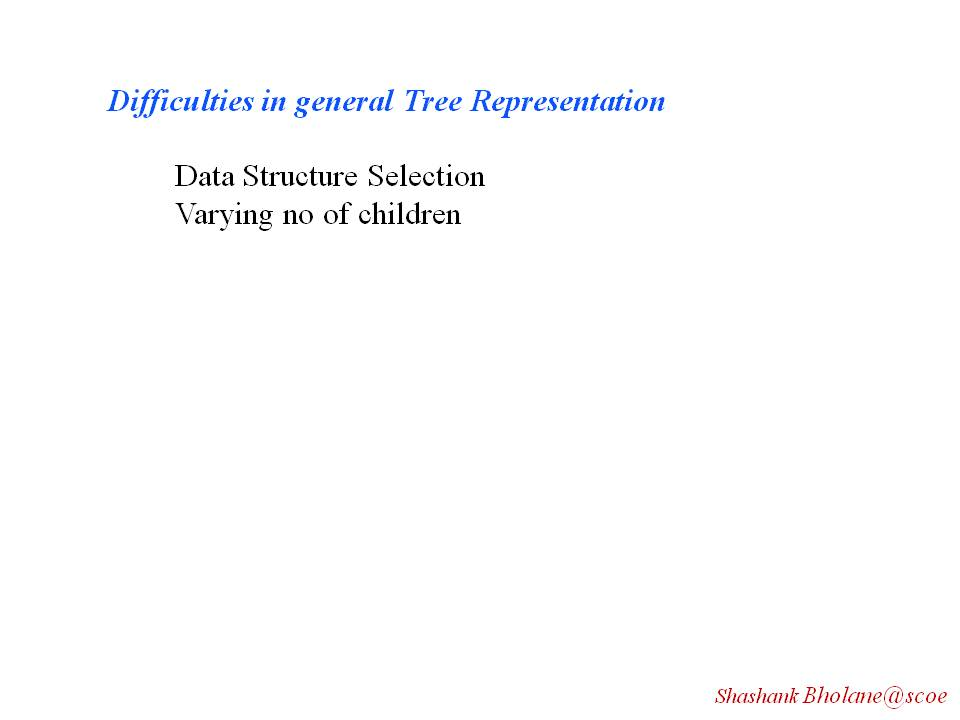 Difficulties in general Tree Representation
Data Structure Selection
Varying no of children
Shashank Bholane@scoe